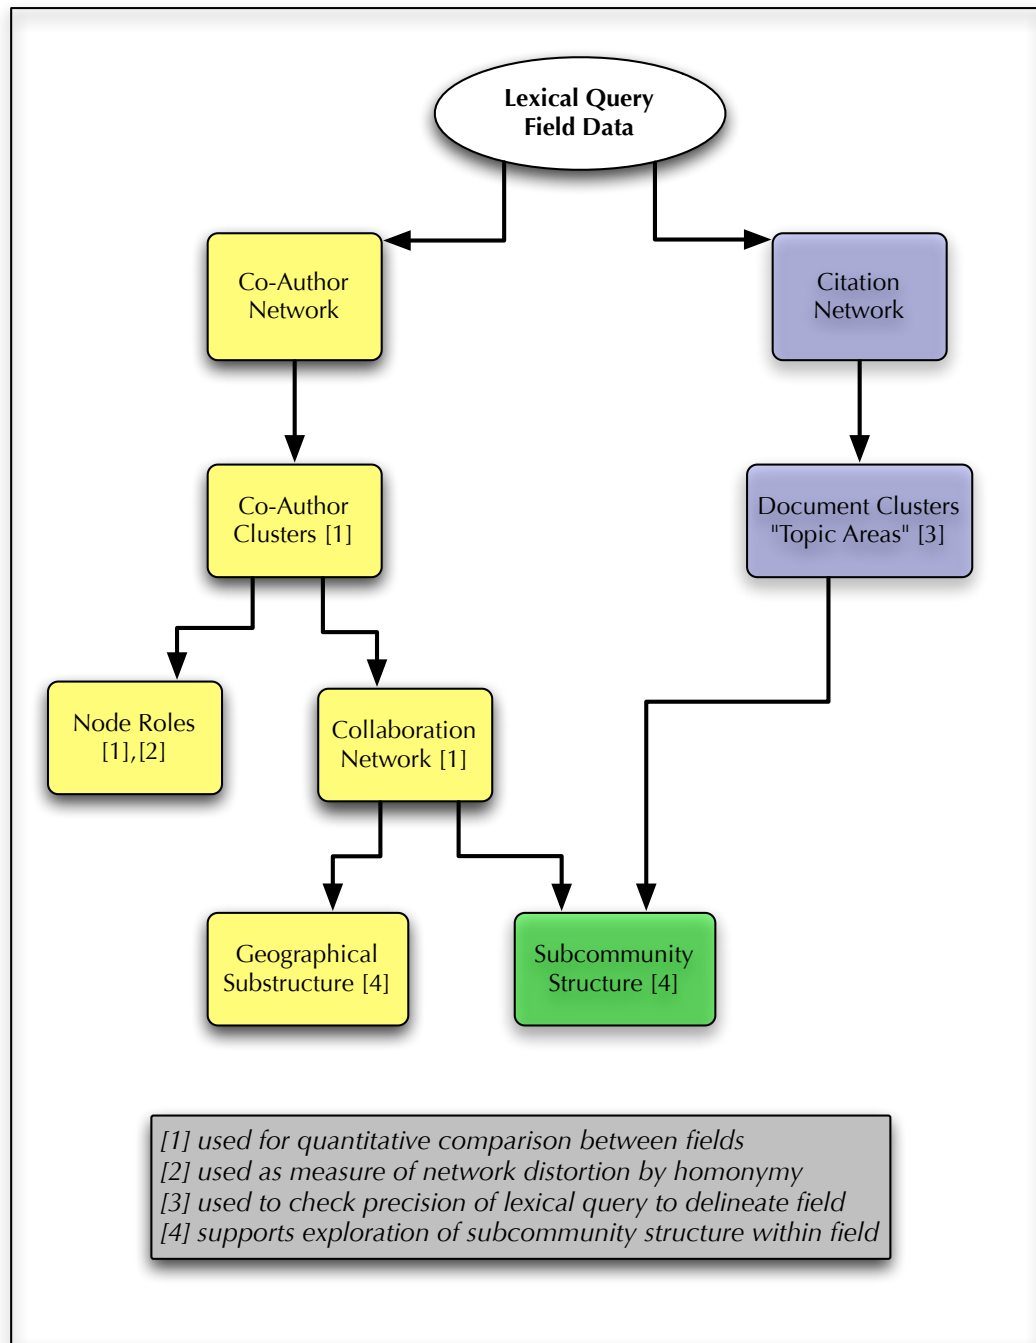 Lexical Query
Field Data
Co-Author
Network
Citation
Network
Co-Author
Clusters [1]
Document Clusters
"Topic Areas" [3]
Node Roles
[1],[2]
Collaboration
Network [1]
Geographical
Substructure [4]
Subcommunity
Structure [4]
[1] used for quantitative comparison between fields
[2] used as measure of network distortion by homonymy
[3] used to check precision of lexical query to delineate field
[4] supports exploration of subcommunity structure within field